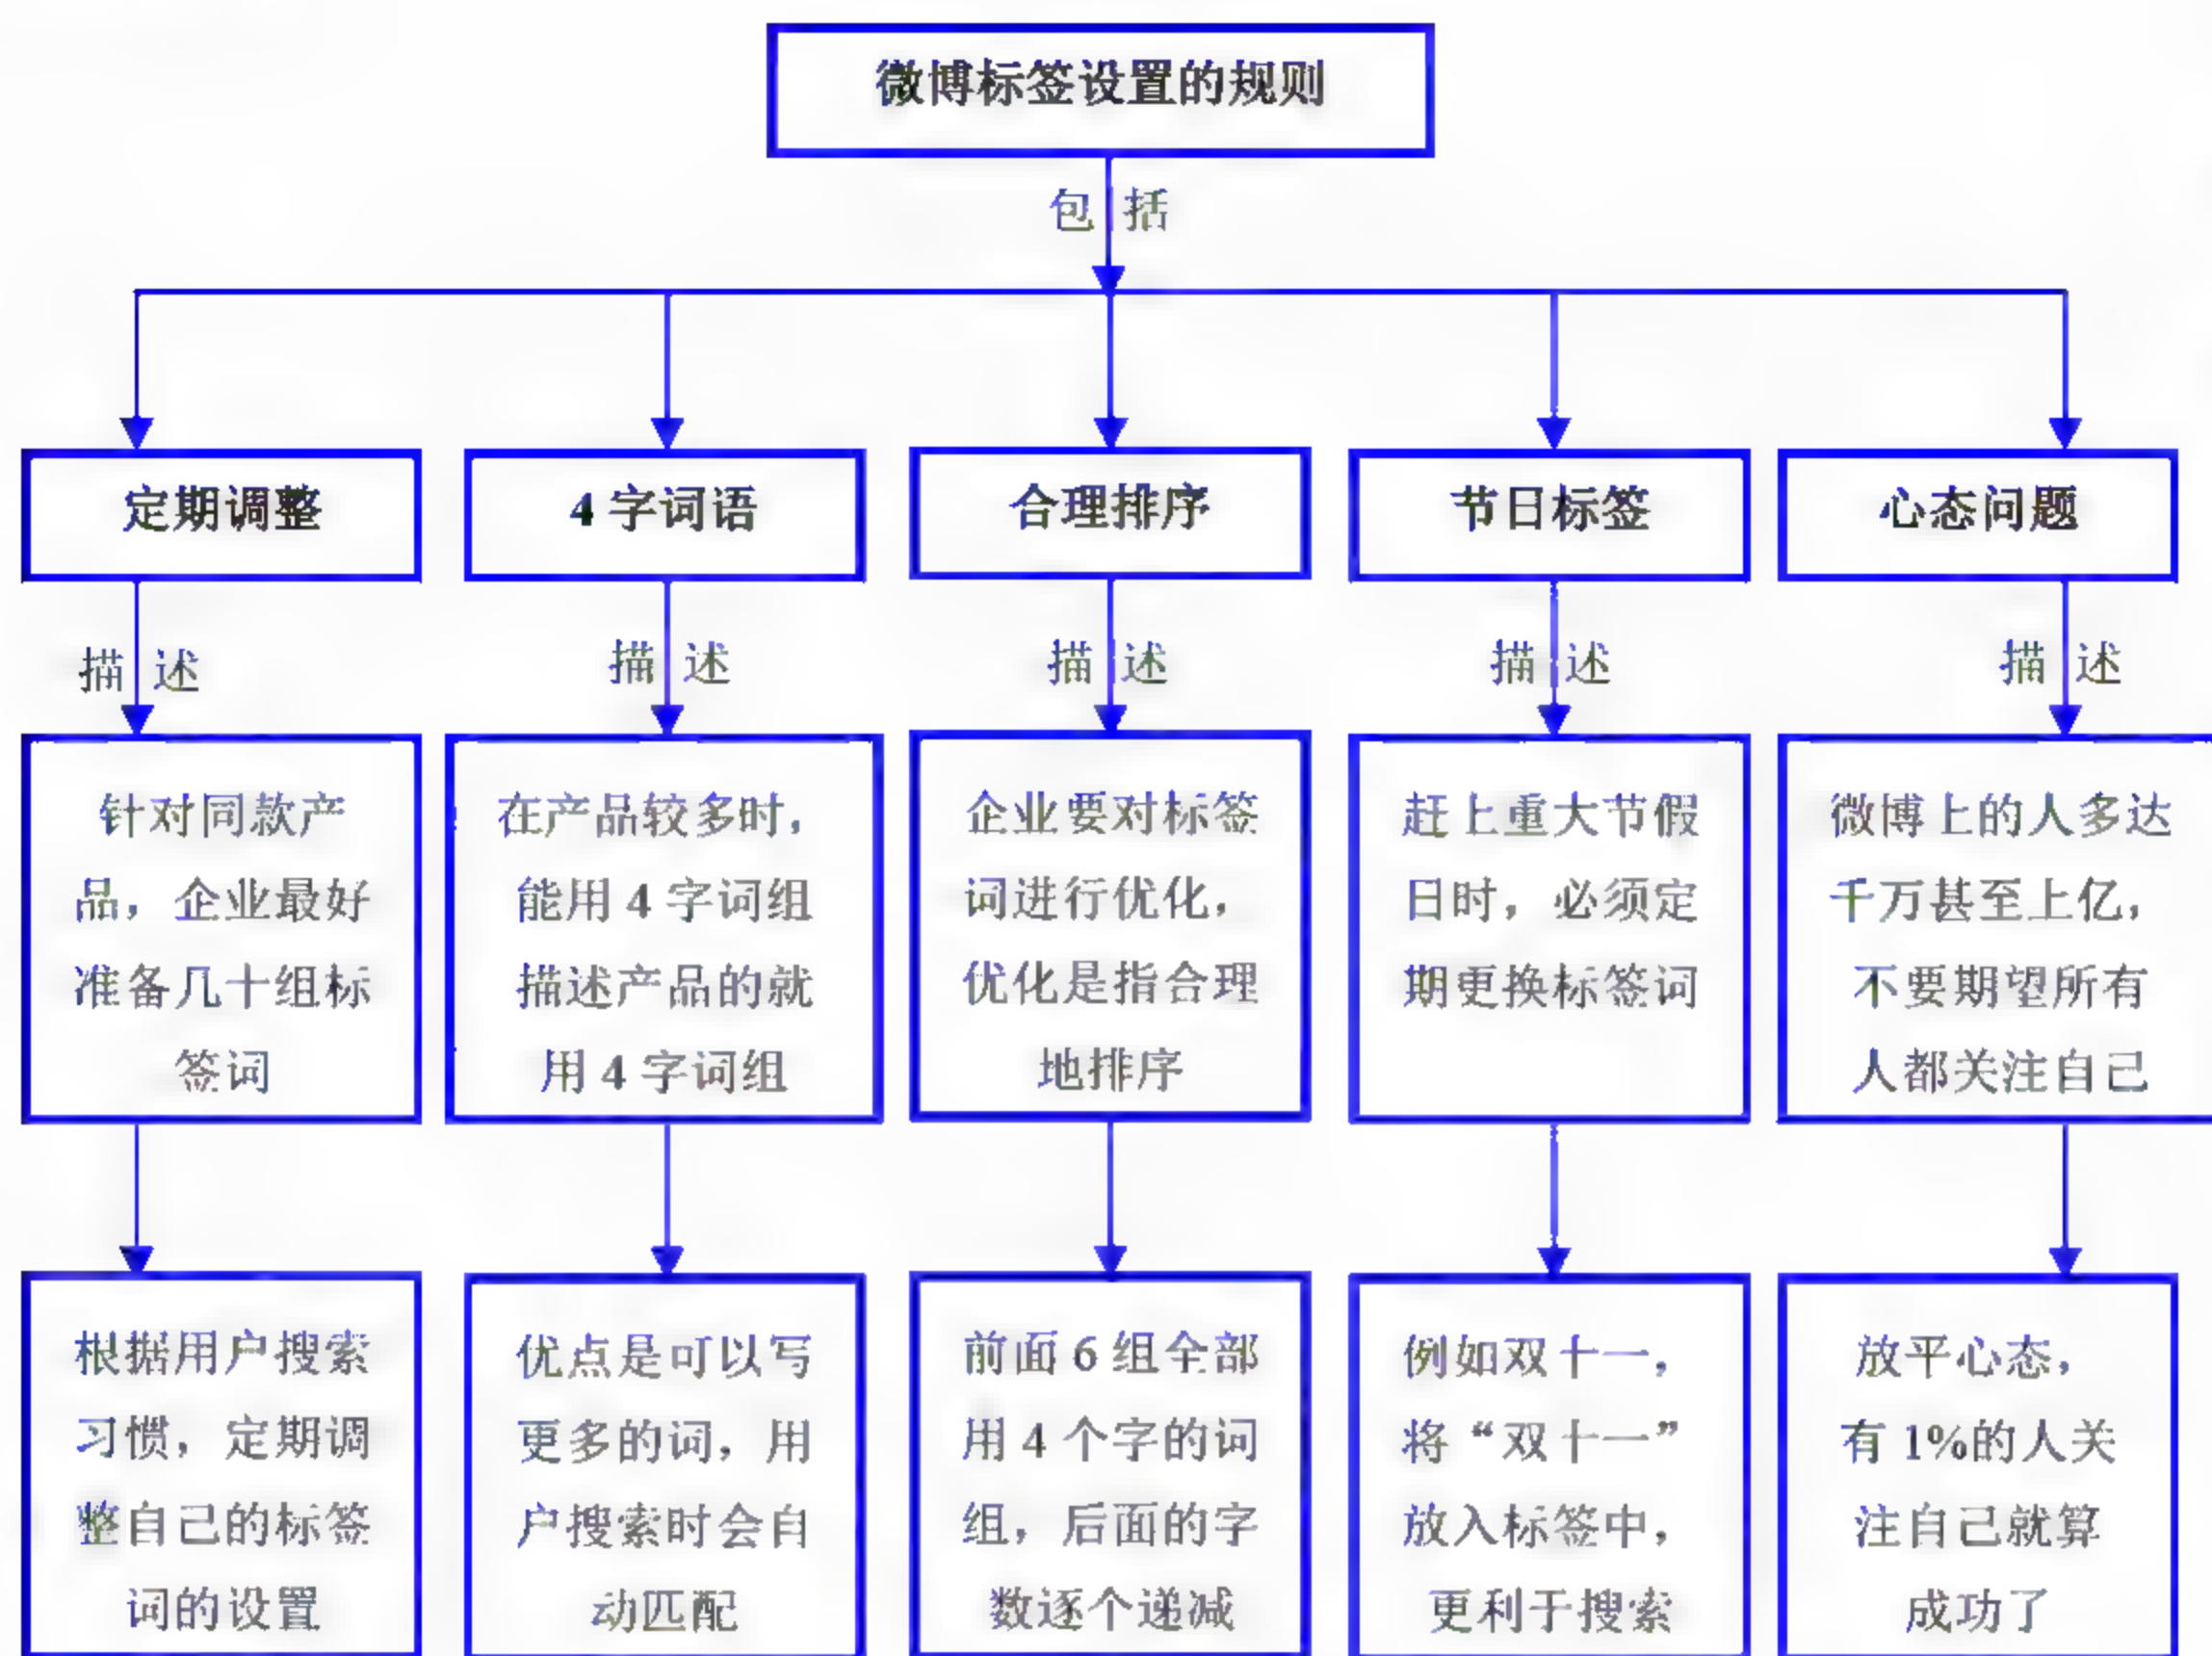 微博标签设置的规则
包括
定期调整
4 字词语
合理排序
节日标签
心态问题
描述
描述
描述
描述
描述
针对同款产
品，企业最好
准备几十组标
签词
在产品较多时，
能用 4 字词组
描述产品的就
用 4 字词组
企业要对标签
词进行优化，
优化是指合理
地排序
赶上重大节假
日时，必须定
期更换标签词
微博上的人多达
千万甚至上亿，
不要期望所有
人都关注自己
根据用户搜索
习惯，定期调
整自己的标签
词的设置
优点是可以写
更多的词，用
户搜索时会自
动匹配
前面 6 组全部
用 4 个字的词
组，后面的字
数逐个递减
例如双十一，
将“双十一”
放入标签中，
更利于搜索
放平心态，
有 1%的人关
注自己就算
成功了